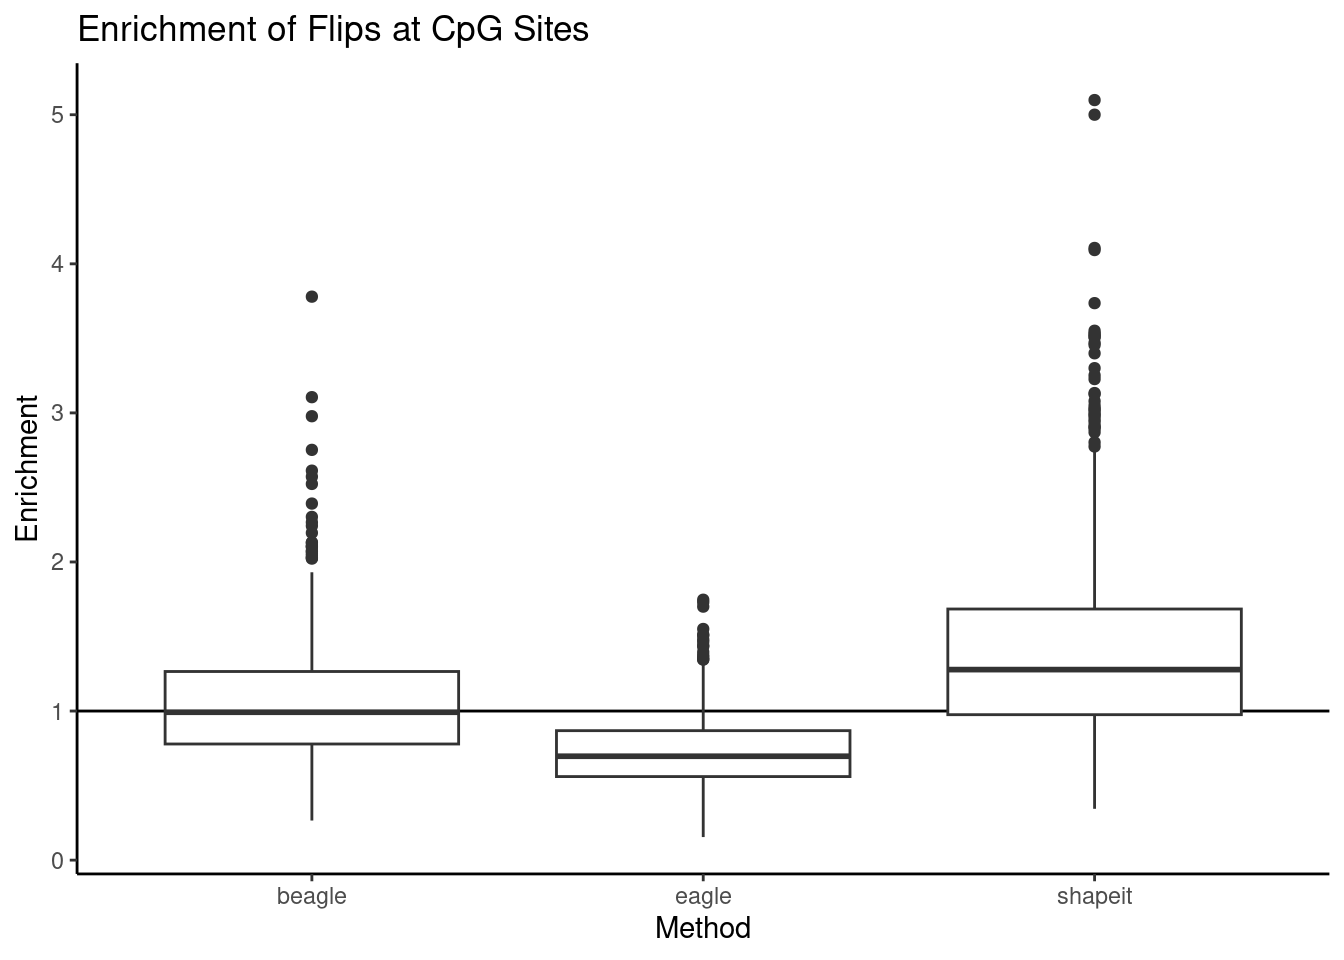 Enrichment of Flips at CpG Sites
Enrichment
5
4
3
2
1
0
beagle
eagle
shapeit
Method